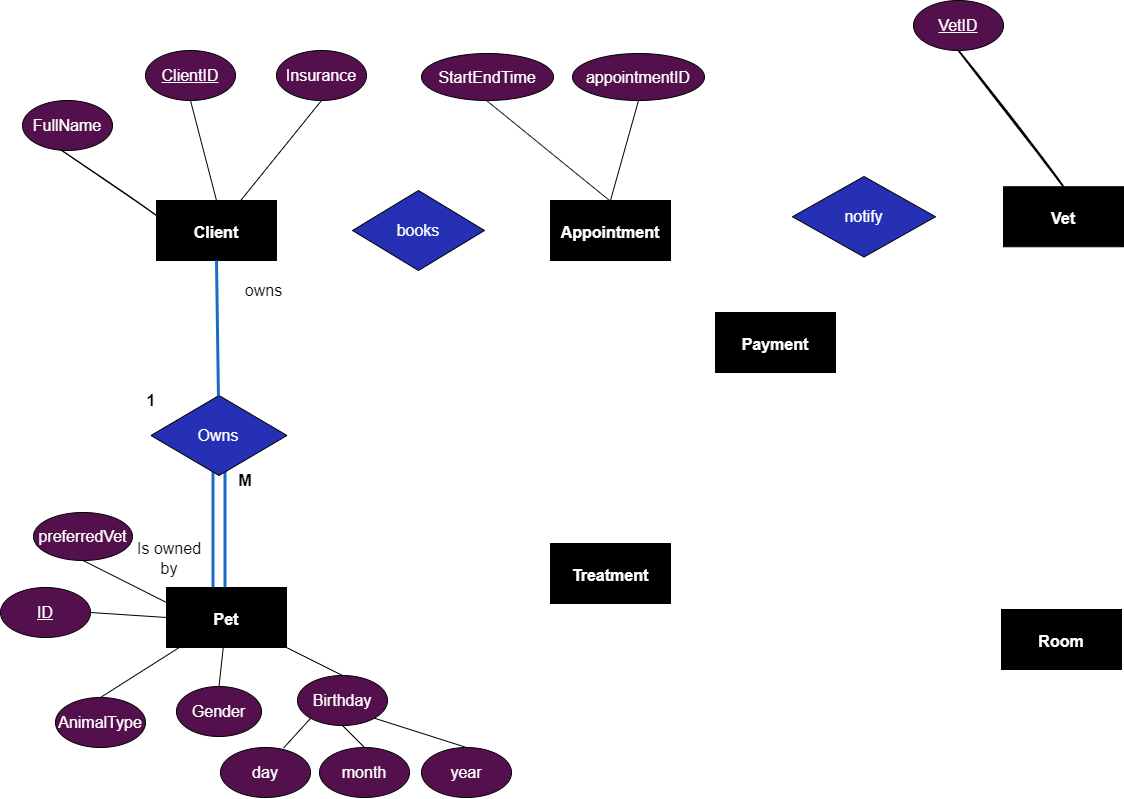 VetID
ClientID
Insurance
StartEndTime
appointmentID
FullName
Client
books
Appointment
notify
Vet
owns
Payment
1
Owns
M
preferredVet
Is owned
by
Treatment
ID
Pet
Room
Birthday
Gender
AnimalType
day
month
year